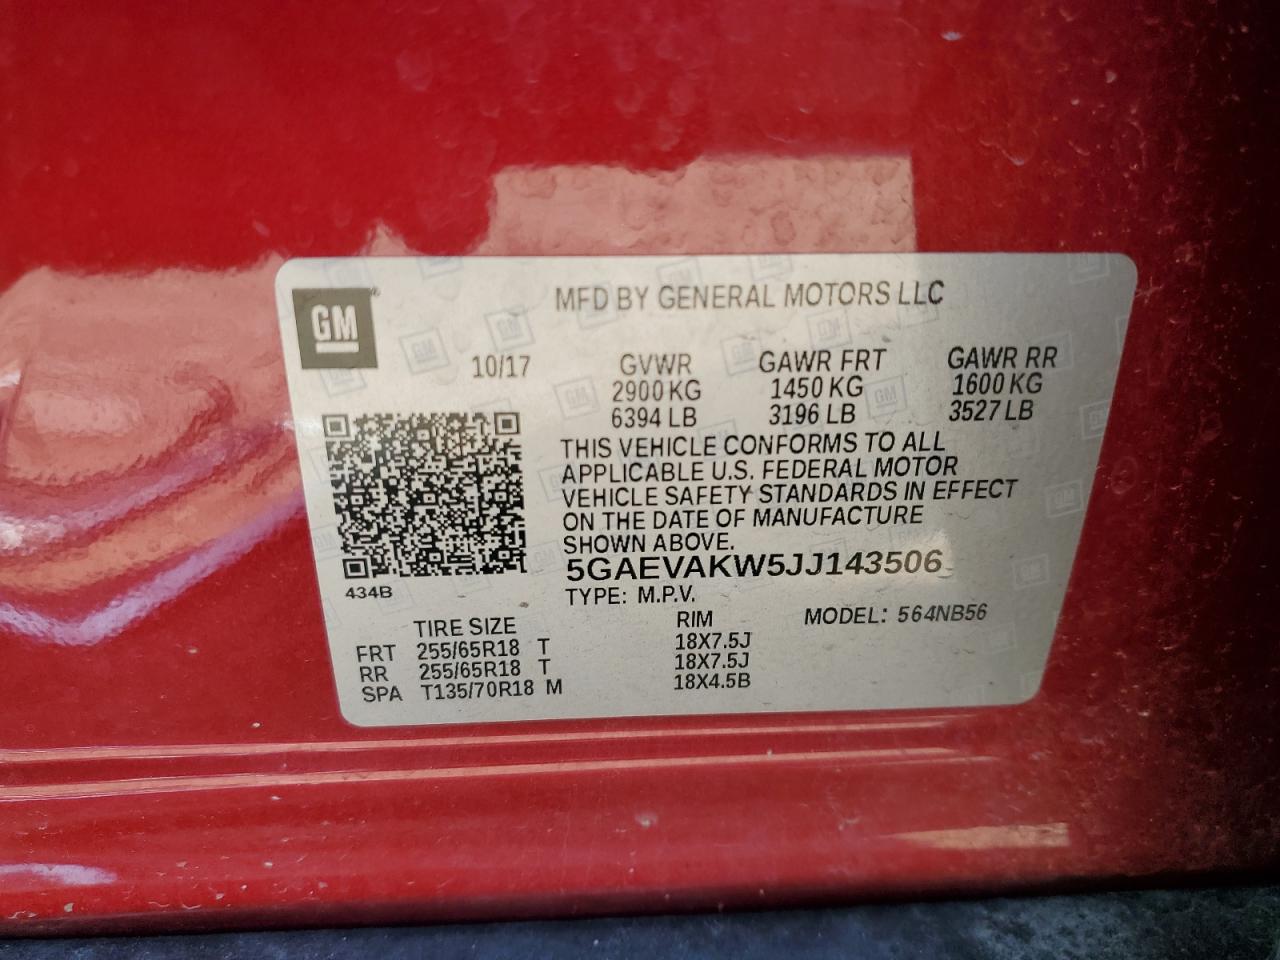 GM
MFD BY GENERAL MOTORS LLC
10/17 GVWR GAWR FRT GAWR RR
2900 KG 1450 KG 1600 KG
6394 LB 3196 LB 3527 LB
THIS VEHICLE CONFORMS TO ALL
APPLICABLE U.S. FEDERAL MOTOR
VEHICLE SAFETY STANDARDS IN EFFECT
ON THE DATE OF MANUFACTURE
SHOWN ABOVE.
5GAEVAKW5JJ143506
434B
TYPE: M.P.V.
TIRE SIZE RIM MODEL: 564NB56
FRT 255/65R18 T 18X7.5J
RR 255/65R18 T 18X7.5J
SPA T135/70R18 M 18X4.5B